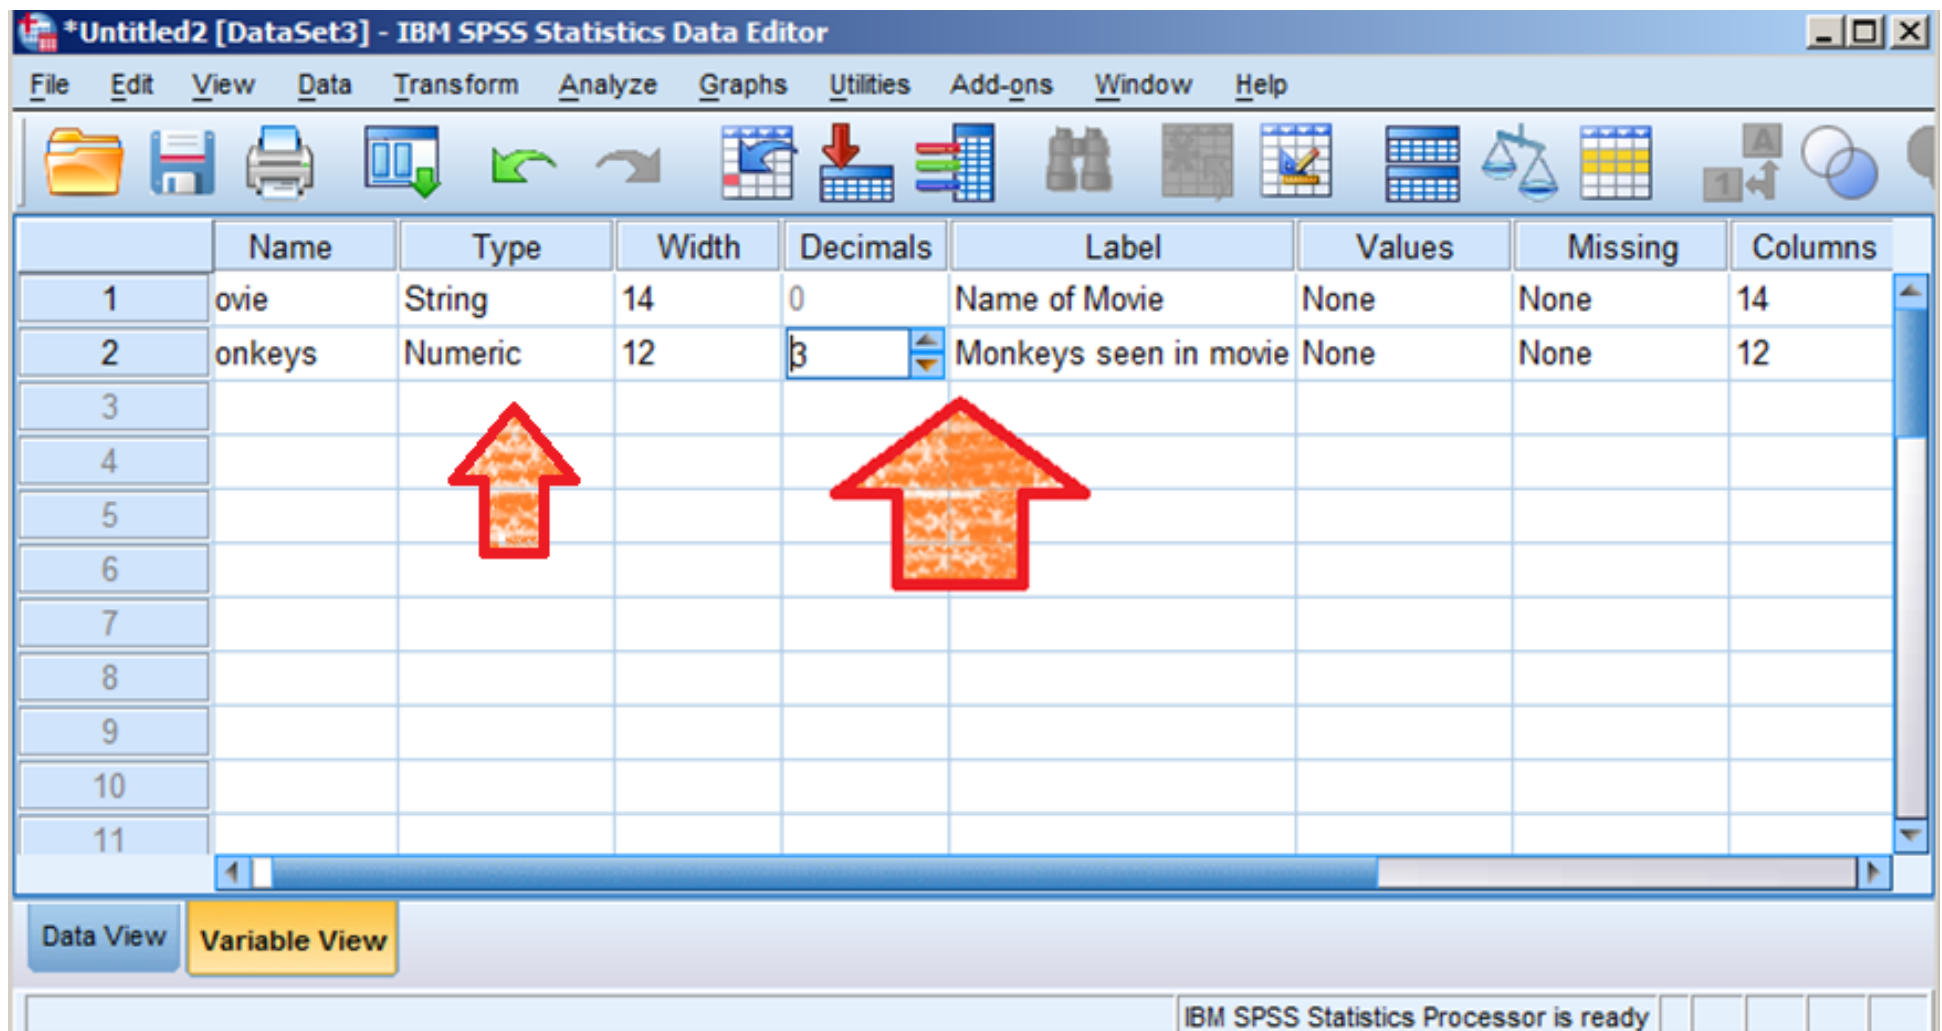 *Untitled2 [DataSet3] - IBM SPSS Statistics Data Editor
File Edit View Data Transform Analyze Graphs Utilities Add-ons Window Help
A
1
Name Type Width Decimals Label Values Missing Columns
1 ovie String 14 0 Name of Movie None None 14
2 onkeys Numeric 12 3 Monkeys seen in movie None None 12
3
4
5
6
7
8
9
10
11
Data View Variable View
IBM SPSS Statistics Processor is ready